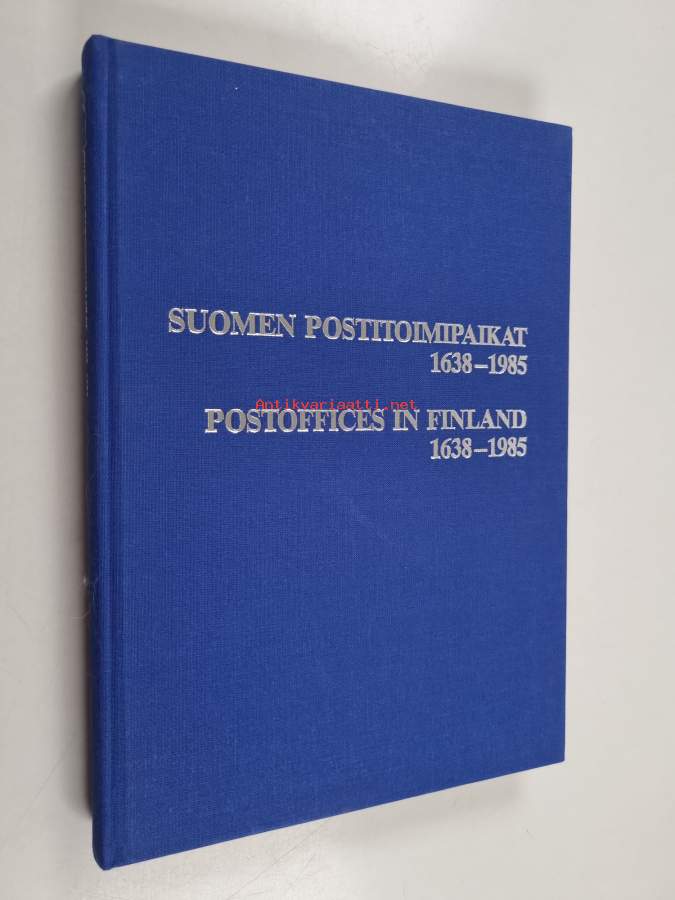 SUOMEN POSTITOIMIPAIKAT
1638–1985
Antikvariaatti.net
POSTOFFICES IN FINLAND
1638–1985